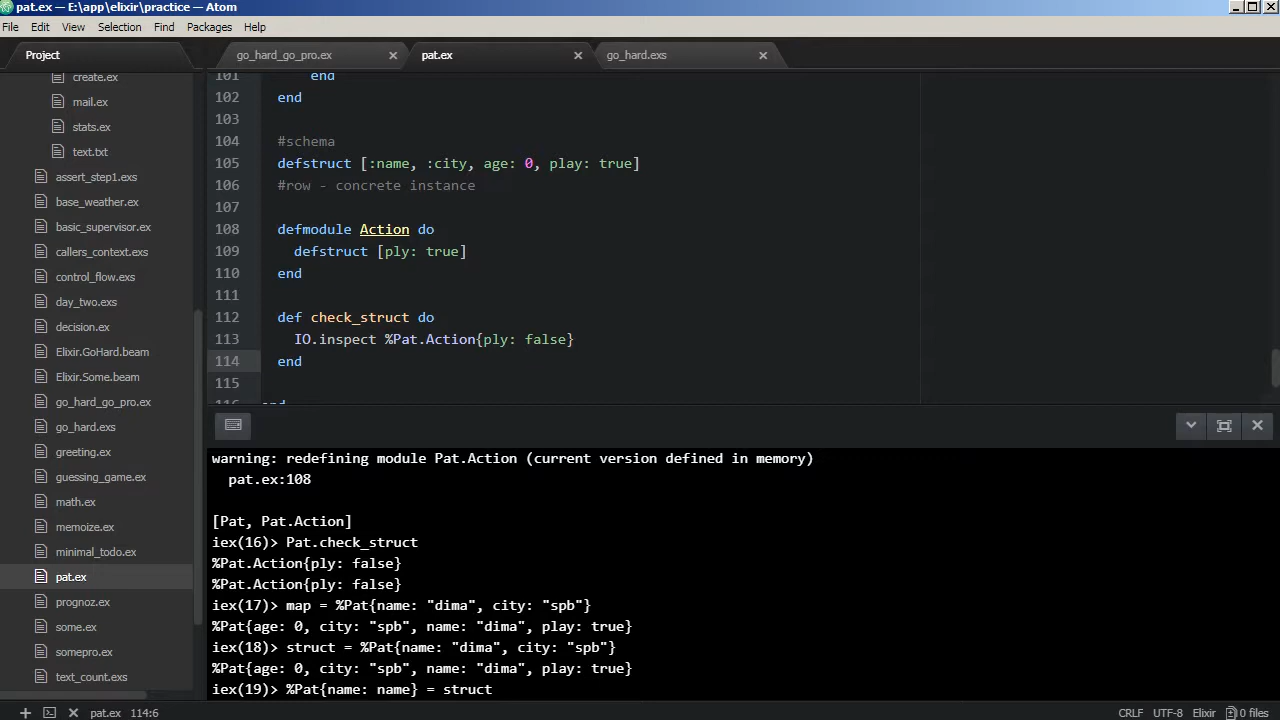 pat.ex — E:\app\elixir\practice — Atom
File Edit View Selection Find Packages Help
Project
go_hard_go_pro.ex
pat.ex
go_hard.exs
create.ex
mail.ex
stats.ex
text.txt
assert_step1.exs
base_weather.ex
basic_supervisor.ex
callers_context.exs
control_flow.exs
day_two.exs
decision.ex
Elixir.GoHard.beam
Elixir.Some.beam
go_hard_go_pro.ex
go_hard.exs
greeting.ex
guessing_game.ex
math.ex
memoize.ex
minimal_todo.ex
pat.ex
prognoz.ex
some.ex
somepro.ex
text_count.exs
101 end
102 end
103
104 #schema
105 defstruct [:name, :city, age: 0, play: true]
106 #row - concrete instance
107
108 defmodule Action do
109 defstruct [ply: true]
110 end
111
112 def check_struct do
113 IO.inspect %Pat.Action{ply: false}
114 end
115
116 end
warning: redefining module Pat.Action (current version defined in memory)
pat.ex:108
[Pat, Pat.Action]
iex(16)> Pat.check_struct
%Pat.Action{ply: false}
%Pat.Action{ply: false}
iex(17)> map = %Pat{name: "dima", city: "spb"}
%Pat{age: 0, city: "spb", name: "dima", play: true}
iex(18)> struct = %Pat{name: "dima", city: "spb"}
%Pat{age: 0, city: "spb", name: "dima", play: true}
iex(19)> %Pat{name: name} = struct
pat.ex 114:6
CRLF UTF-8 Elixir 0 files